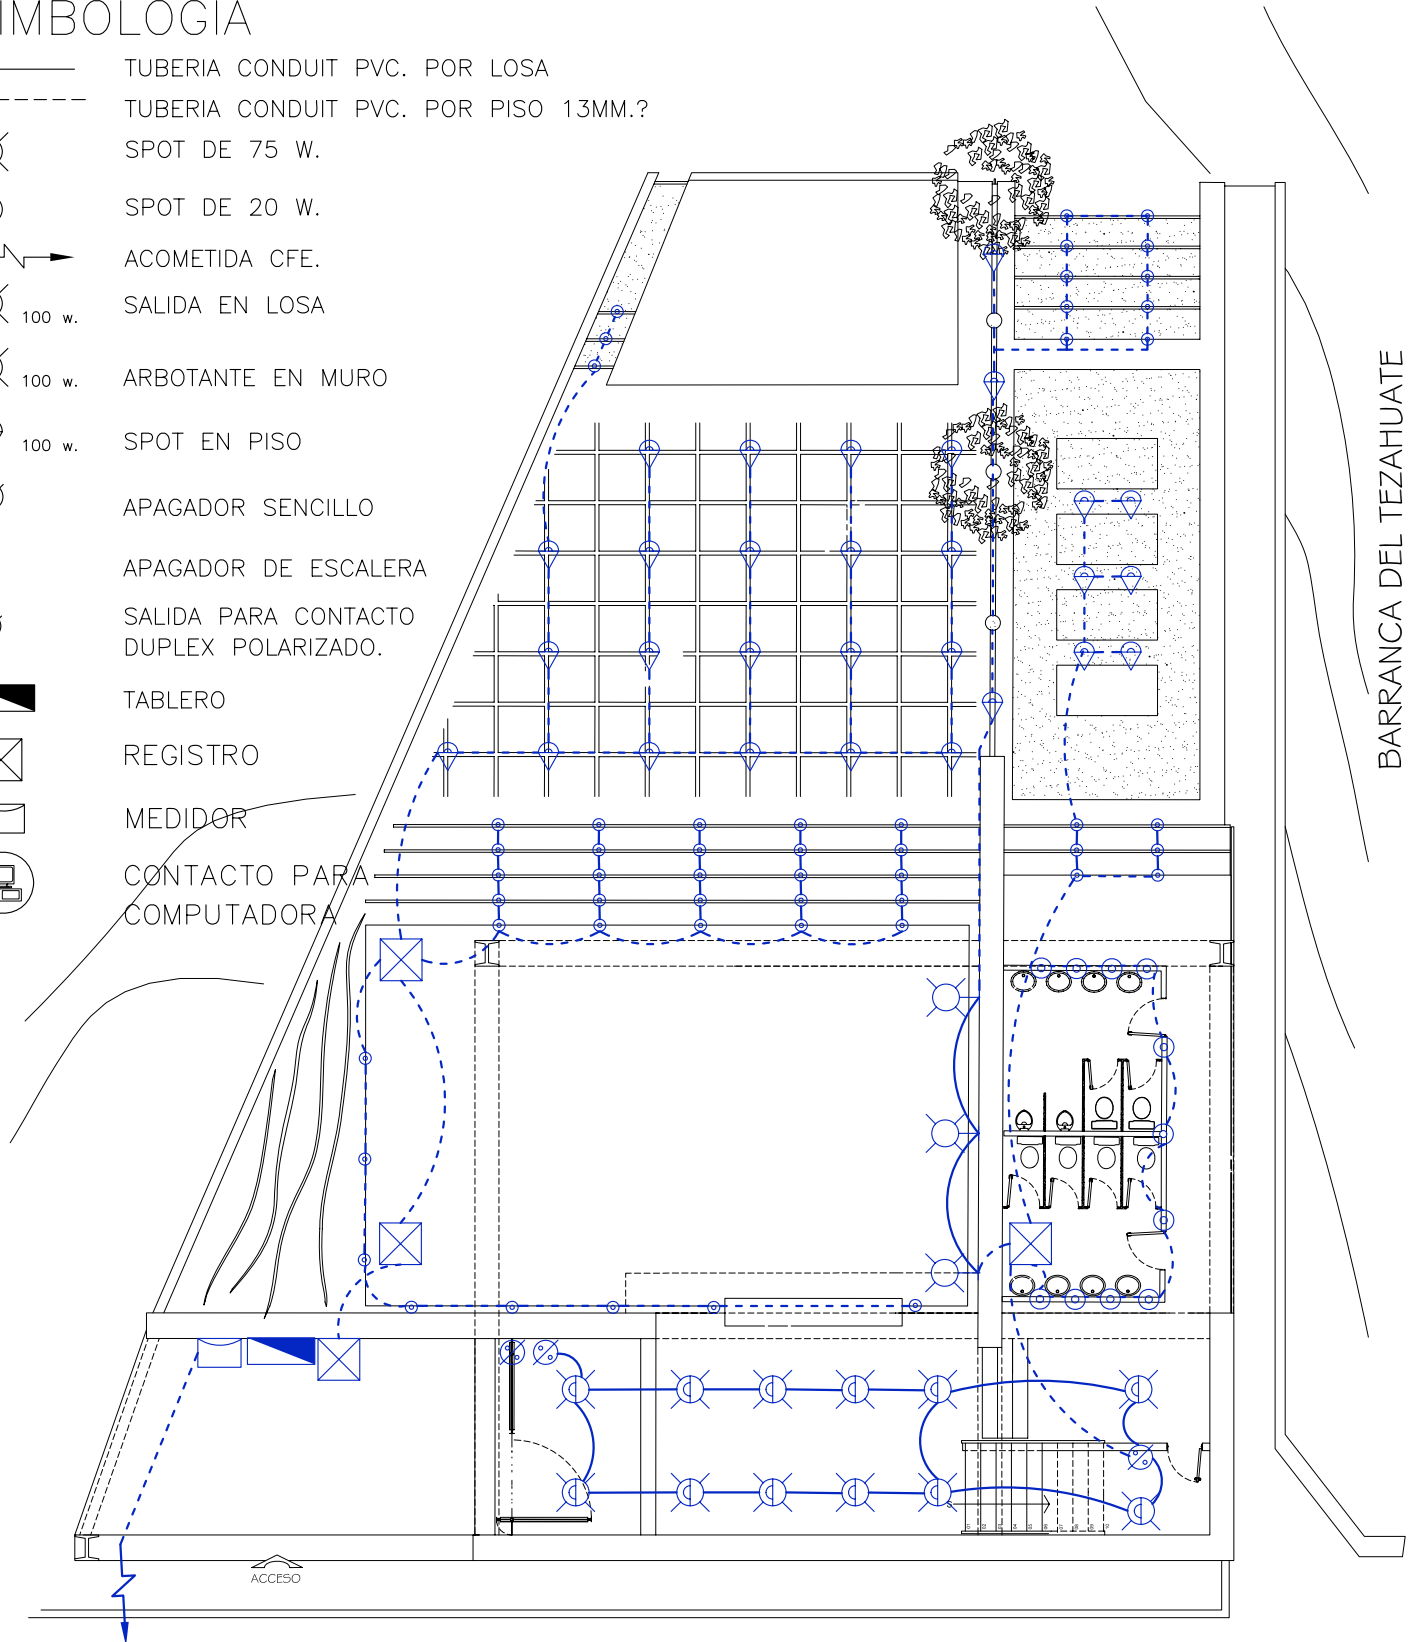 IMBOLOGIA
TUBERIA CONDUIT PVC. POR LOSA
TUBERIA CONDUIT PVC. POR PISO 13MM.?
SPOT DE 75 W.
SPOT DE 20 W.
ACOMETIDA CFE.
100 w. SALIDA EN LOSA
100 w. ARBOTANTE EN MURO
100 w. SPOT EN PISO
APAGADOR SENCILLO
APAGADOR DE ESCALERA
SALIDA PARA CONTACTO
DUPLEX POLARIZADO.
TABLERO
REGISTRO
MEDIDOR
CONTACTO PARA
COMPUTADORA
BARRANCA DEL TEZAHUATE
ACCESO